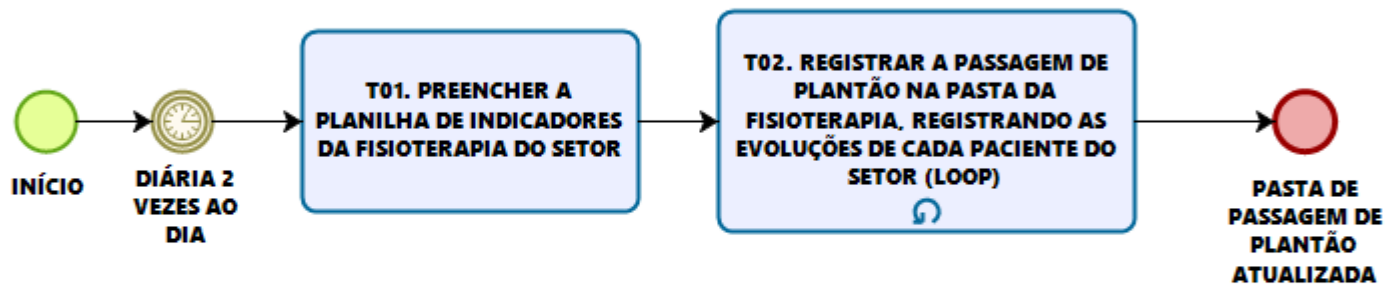 INÍCIO
DIÁRIA 2
VEZES AO
DIA
T01. PREENCHER A
PLANILHA DE INDICADORES
DA FISIOTERAPIA DO SETOR
T02. REGISTRAR A PASSAGEM DE
PLANTÃO NA PASTA DA
FISIOTERAPIA, REGISTRANDO AS
EVOLUÇÕES DE CADA PACIENTE DO
SETOR (LOOP)
PASTA DE
PASSAGEM DE
PLANTÃO
ATUALIZADA